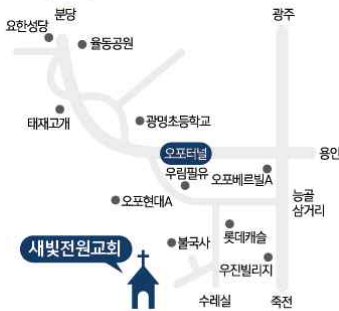 분당
광주
요한성당
율동공원
태재고개
광명초등학교
오포터널
용인
우림필유
오포베르빌A
능골
삼거리
오포현대A
롯데캐슬
불국사
새빛전원교회
우진빌리지
수레실
죽전